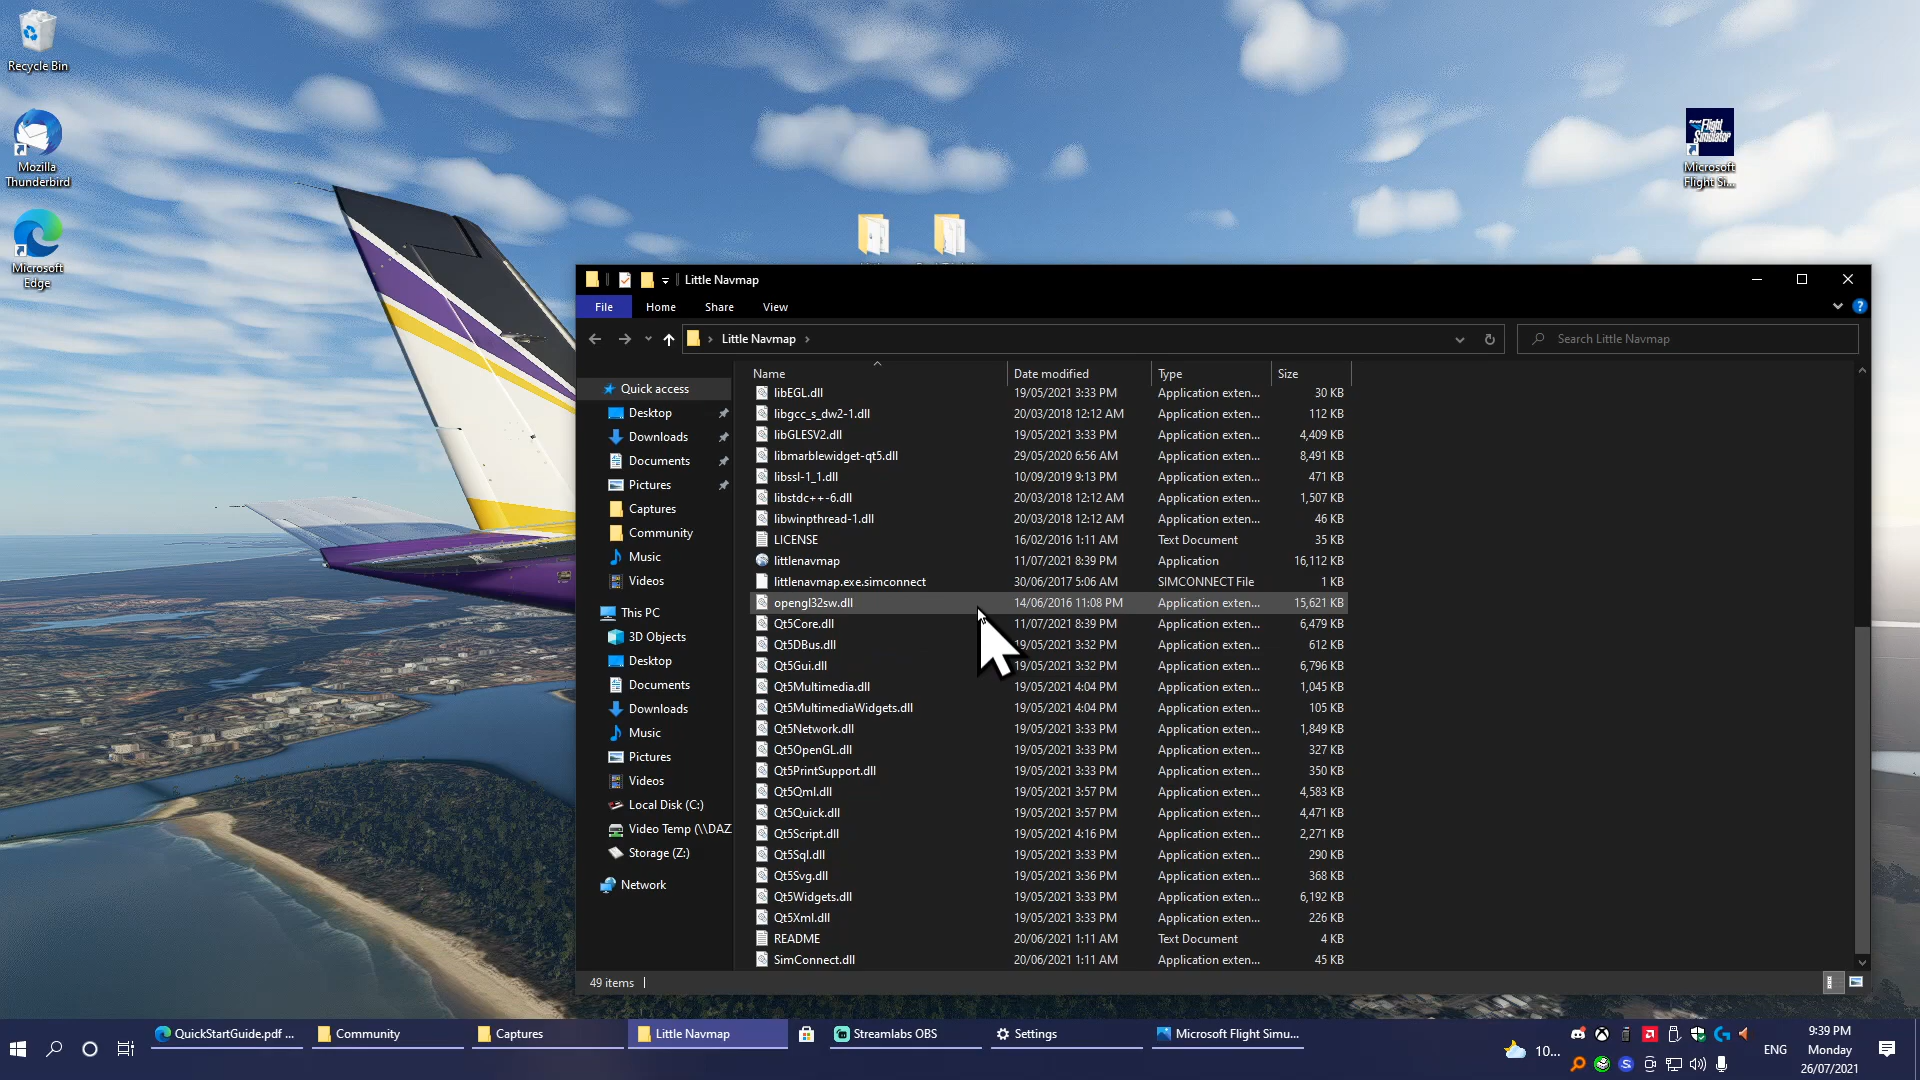 Recycle Bin
Mozilla
Thunderbird
Microsoft
Edge
Flight
Simulator
Microsoft
Flight Si...
Little Navmap
File Home Share View
Little Navmap
Search Little Navmap
Name Date modified Type Size
Quick access
Desktop
Downloads
Documents
Pictures
Captures
Community
Music
Videos
This PC
3D Objects
Desktop
Documents
Downloads
Music
Pictures
Videos
Local Disk (C:)
Video Temp (\\DAZ
Storage (Z:)
Network
libEGL.dll 19/05/2021 3:33 PM Application exten... 30 KB
libgcc_s_dw2-1.dll 20/03/2018 12:12 AM Application exten... 112 KB
libGLESV2.dll 19/05/2021 3:33 PM Application exten... 4,409 KB
libmarblewidget-qt5.dll 29/05/2020 6:56 AM Application exten... 8,491 KB
libssl-1_1.dll 10/09/2019 9:13 PM Application exten... 471 KB
libstdc++-6.dll 20/03/2018 12:12 AM Application exten... 1,507 KB
libwinpthread-1.dll 20/03/2018 12:12 AM Application exten... 46 KB
LICENSE 16/02/2016 1:11 AM Text Document 35 KB
littlenavmap 11/07/2021 8:39 PM Application 16,112 KB
littlenavmap.exe.simconnect 30/06/2017 5:06 AM SIMCONNECT File 1 KB
opengl32sw.dll 14/06/2016 11:08 PM Application exten... 15,621 KB
Qt5Core.dll 11/07/2021 8:39 PM Application exten... 6,479 KB
Qt5DBus.dll 19/05/2021 3:32 PM Application exten... 612 KB
Qt5Gui.dll 19/05/2021 3:32 PM Application exten... 6,796 KB
Qt5Multimedia.dll 19/05/2021 4:04 PM Application exten... 1,045 KB
Qt5MultimediaWidgets.dll 19/05/2021 4:04 PM Application exten... 105 KB
Qt5Network.dll 19/05/2021 3:33 PM Application exten... 1,849 KB
Qt5OpenGL.dll 19/05/2021 3:33 PM Application exten... 327 KB
Qt5PrintSupport.dll 19/05/2021 3:33 PM Application exten... 350 KB
Qt5Qml.dll 19/05/2021 3:57 PM Application exten... 4,583 KB
Qt5Quick.dll 19/05/2021 3:57 PM Application exten... 4,471 KB
Qt5Script.dll 19/05/2021 4:16 PM Application exten... 2,271 KB
Qt5Sql.dll 19/05/2021 3:33 PM Application exten... 290 KB
Qt5Svg.dll 19/05/2021 3:36 PM Application exten... 368 KB
Qt5Widgets.dll 19/05/2021 3:33 PM Application exten... 6,192 KB
Qt5Xml.dll 19/05/2021 3:33 PM Application exten... 226 KB
README 20/06/2021 1:11 AM Text Document 4 KB
SimConnect.dll 20/06/2021 1:11 AM Application exten... 45 KB
49 items
QuickStartGuide.pdf ... Community Captures Little Navmap Streamlabs OBS Settings Microsoft Flight Simu...
10... ENG
9:39 PM
Monday
26/07/2021